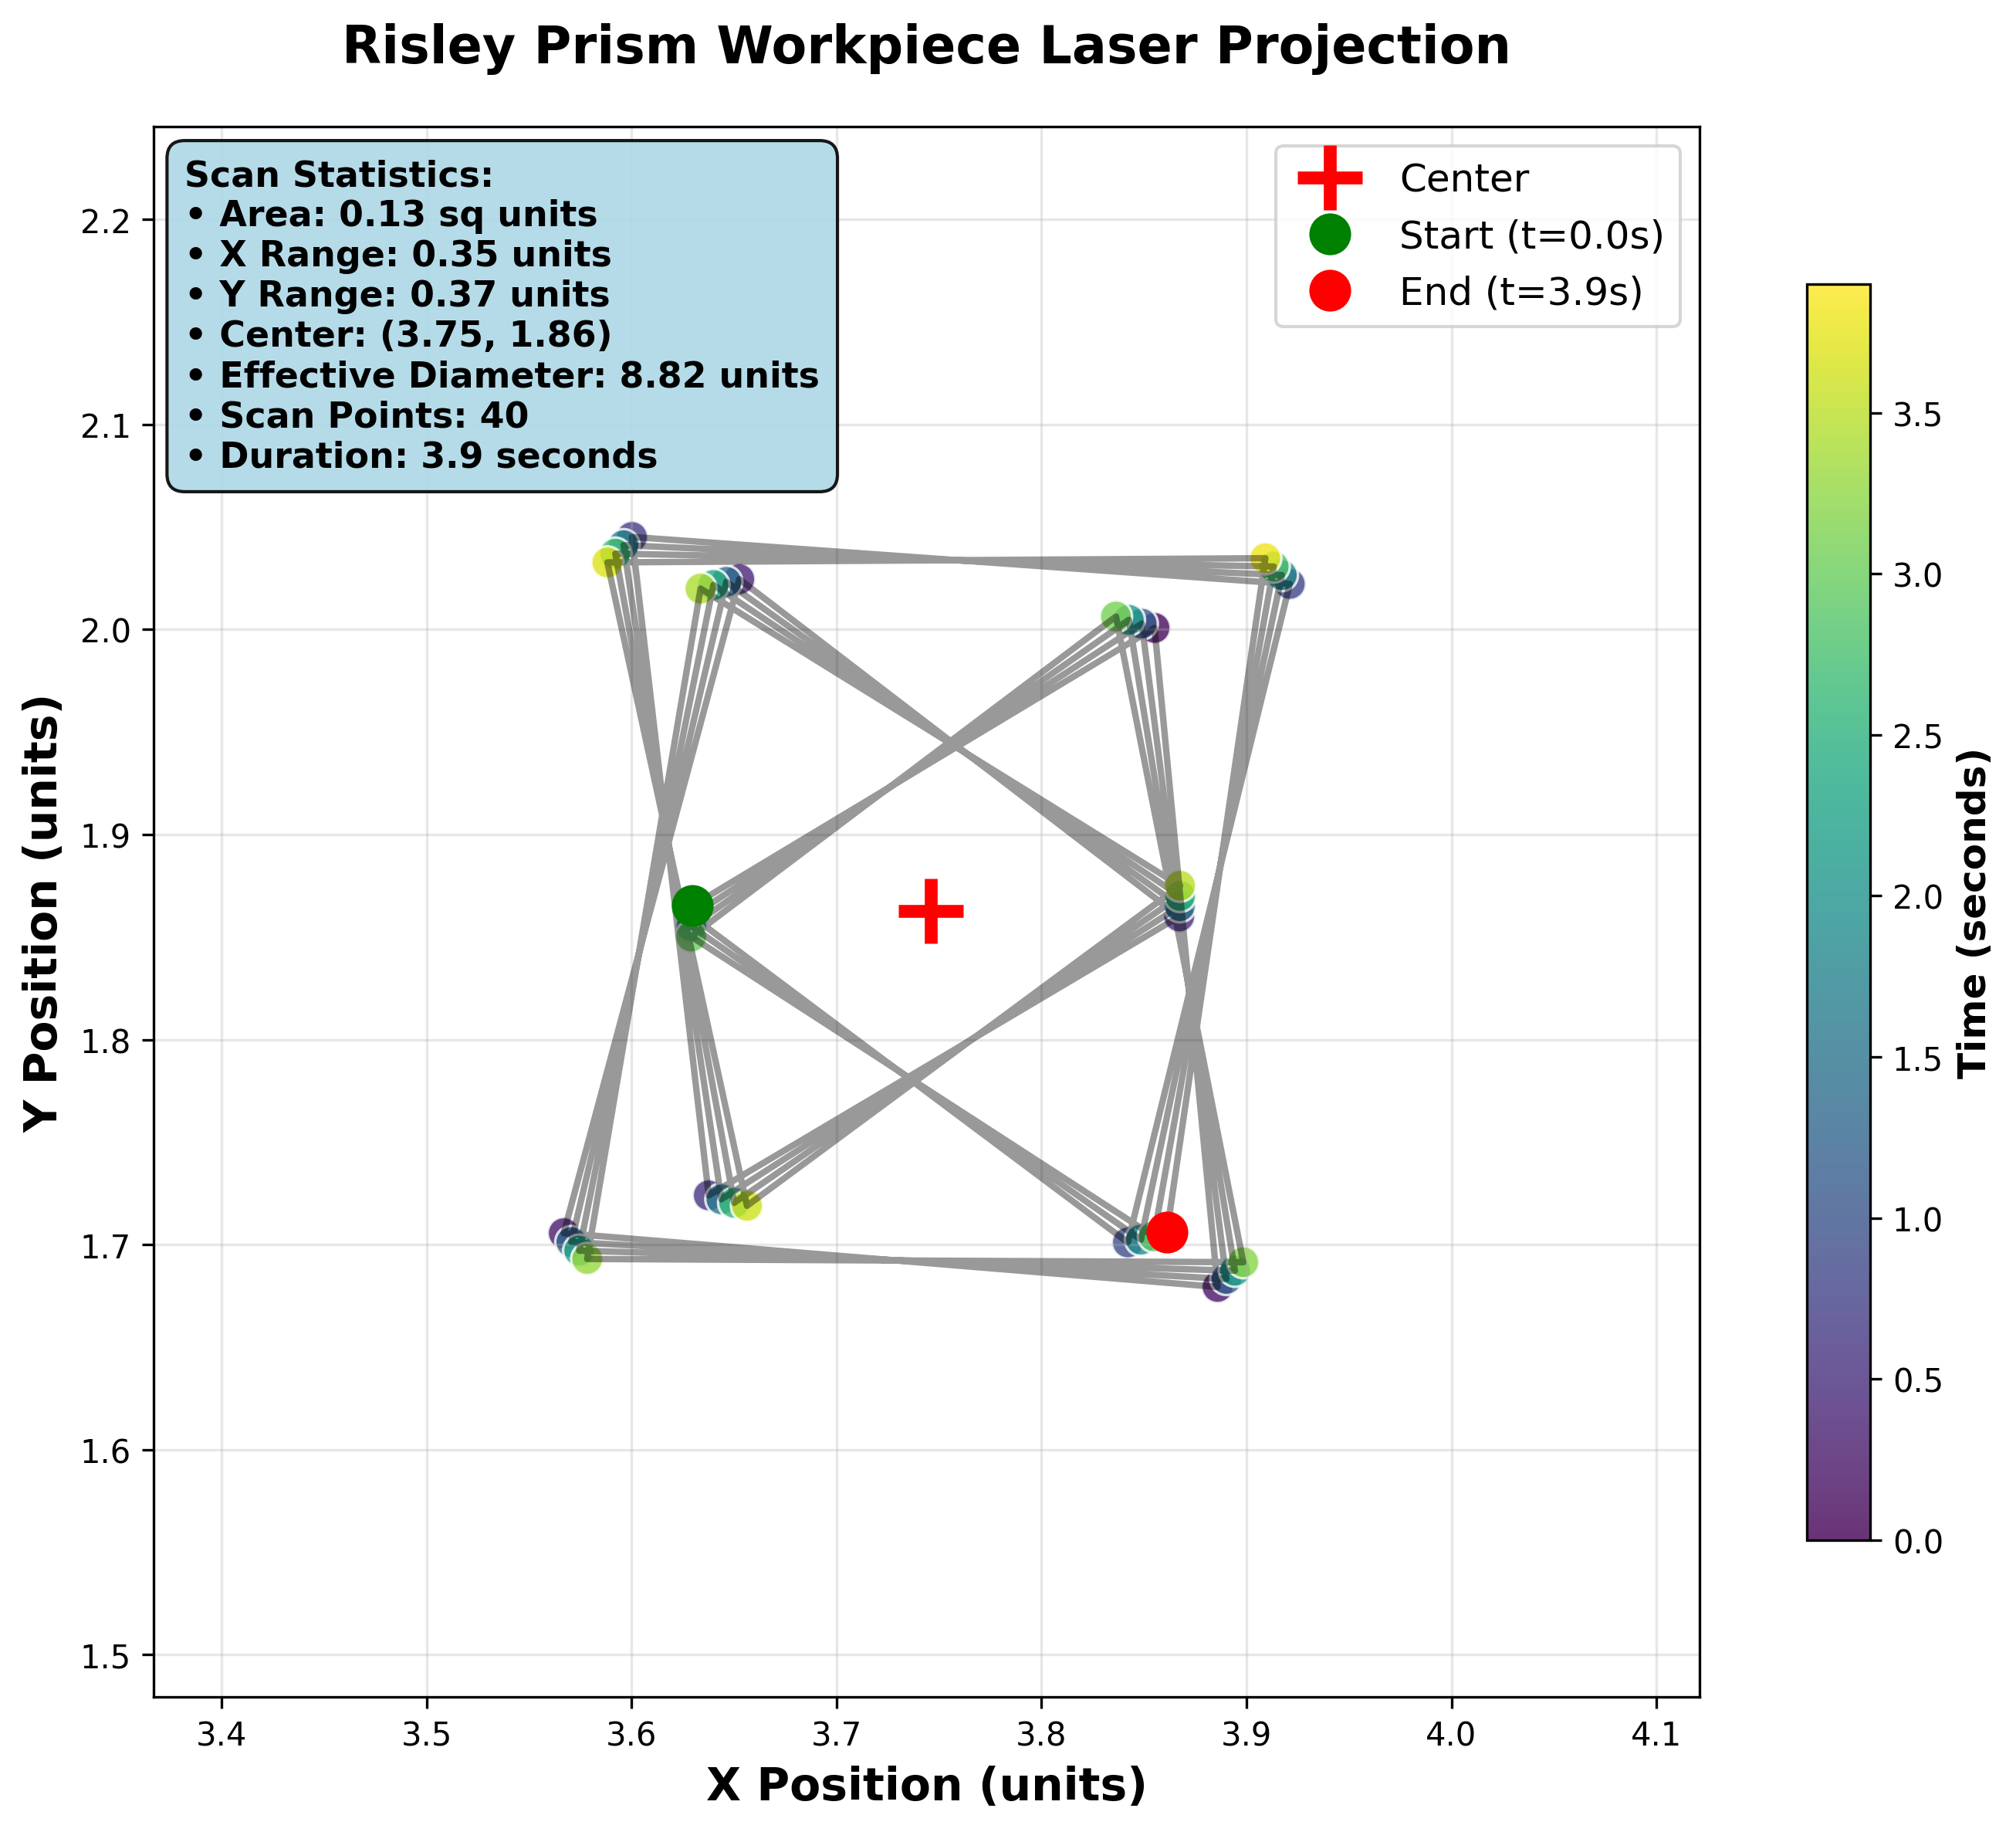 Risley Prism Workpiece Laser Projection
Scan Statistics:
• Area: 0.13 sq units
• X Range: 0.35 units
• Y Range: 0.37 units
• Center: (3.75, 1.86)
• Effective Diameter: 8.82 units
• Scan Points: 40
• Duration: 3.9 seconds
Center
Start (t=0.0s)
End (t=3.9s)
Y Position (units)
2.2
2.1
2.0
1.9
1.8
1.7
1.6
1.5
3.4
3.5
3.6
3.7
3.8
3.9
4.0
4.1
X Position (units)
3.5
3.0
2.5
2.0
1.5
1.0
0.5
0.0
Time (seconds)